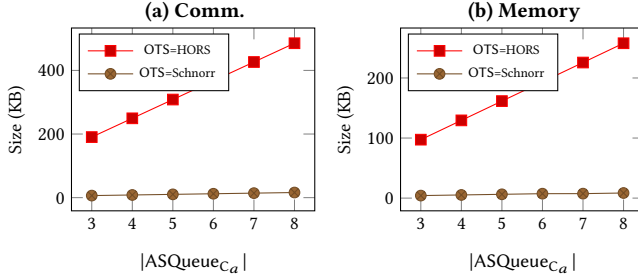 (a) Comm.
Size (KB)
400
200
0
OTS=HORS
OTS=Schnorr
3 4 5 6 7 8
|ASQueue_{C_a}|
(b) Memory
Size (KB)
200
100
0
OTS=HORS
OTS=Schnorr
3 4 5 6 7 8
|ASQueue_{C_a}|